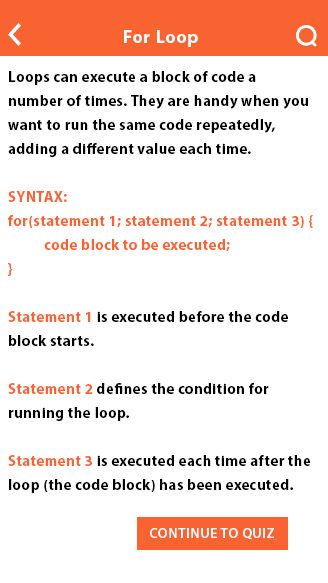 For Loop
Loops can execute a block of code a
number of times. They are handy when you
want to run the same code repeatedly,
adding a different value each time.
SYNTAX:
for(statement 1; statement 2; statement 3) {
code block to be executed;
}
Statement 1 is executed before the code
block starts.
Statement 2 defines the condition for
running the loop.
Statement 3 is executed each time after the
loop (the code block) has been executed.
CONTINUE TO QUIZ